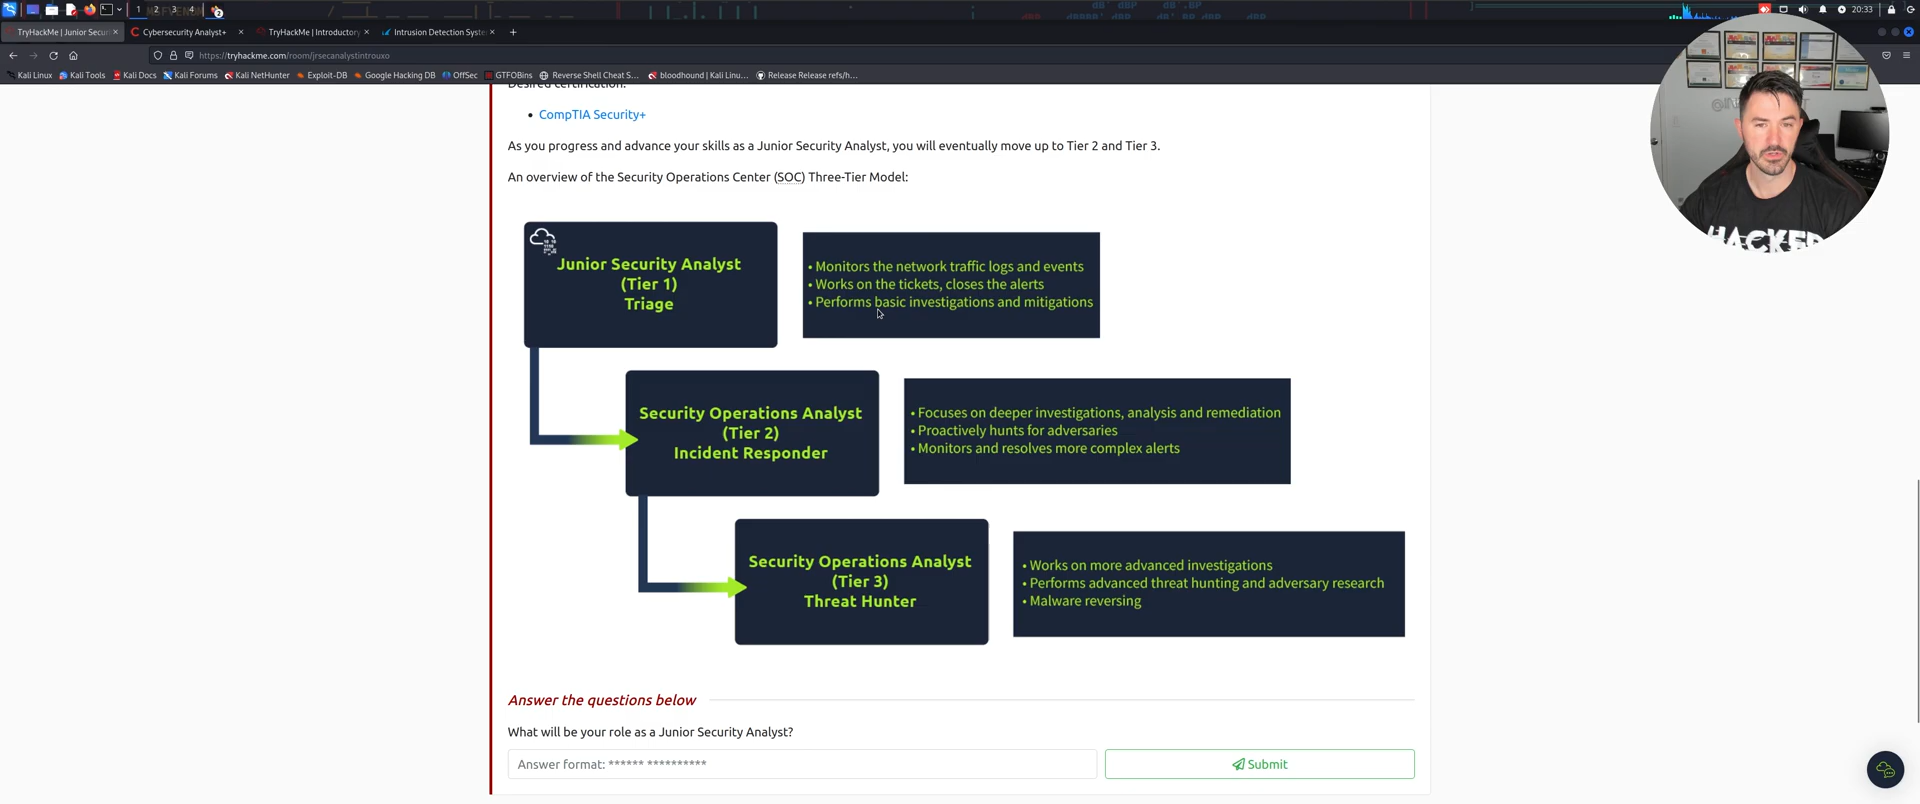 1 2 3 4
20:33
TryHackMe | Junior Secur
Cybersecurity Analyst+
TryHackMe | Introductory
Intrusion Detection Syste
https://tryhackme.com/room/jrsecanalystintrouxo
Kali Linux
Kali Tools
Kali Docs
Kali Forums
Kali NetHunter
Exploit-DB
Google Hacking DB
OffSec
GTFOBins
Reverse Shell Cheat S...
bloodhound | Kali Linu...
Release Release refs/h...
Desired certification:
• CompTIA Security+
As you progress and advance your skills as a Junior Security Analyst, you will eventually move up to Tier 2 and Tier 3.
An overview of the Security Operations Center (SOC) Three-Tier Model:
Junior Security Analyst
(Tier 1)
Triage
• Monitors the network traffic logs and events
• Works on the tickets, closes the alerts
• Performs basic investigations and mitigations
Security Operations Analyst
(Tier 2)
Incident Responder
• Focuses on deeper investigations, analysis and remediation
• Proactively hunts for adversaries
• Monitors and resolves more complex alerts
Security Operations Analyst
(Tier 3)
Threat Hunter
• Works on more advanced investigations
• Performs advanced threat hunting and adversary research
• Malware reversing
Answer the questions below
What will be your role as a Junior Security Analyst?
Answer format: ****** **********
Submit
HACKER